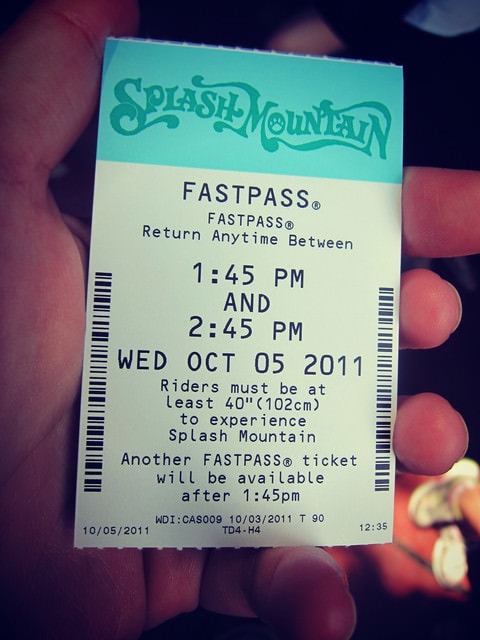 SPLASH MOUNTAIN
FASTPASS®
FASTPASS®
Return Anytime Between
1:45 PM
AND
2:45 PM
WED OCT 05 2011
Riders must be at
least 40"(102cm)
to experience
Splash Mountain
Another FASTPASS® ticket
will be available
after 1:45pm
WDI:CAS009 10/03/2011 T 90
10/05/2011 TD4-H4 12:35